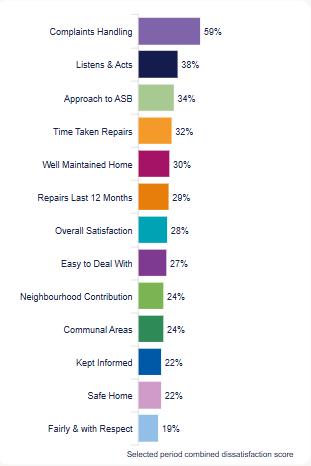 Complaints Handling 59%
Listens & Acts 38%
Approach to ASB 34%
Time Taken Repairs 32%
Well Maintained Home 30%
Repairs Last 12 Months 29%
Overall Satisfaction 28%
Easy to Deal With 27%
Neighbourhood Contribution 24%
Communal Areas 24%
Kept Informed 22%
Safe Home 22%
Fairly & with Respect 19%
Selected period combined dissatisfaction score